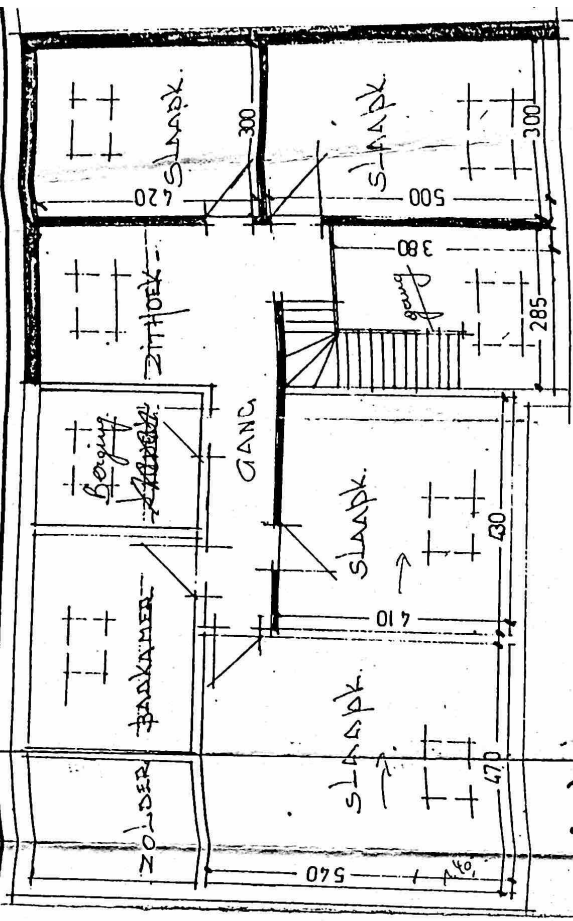 SLAAPK.
300
420
SLAAPK.
300
500
ZITHOEK
380
gang
285
Berging
GANG
SLAAPK.
430
410
BADKAMER
SLAAPK.
470
ZOLDER
540